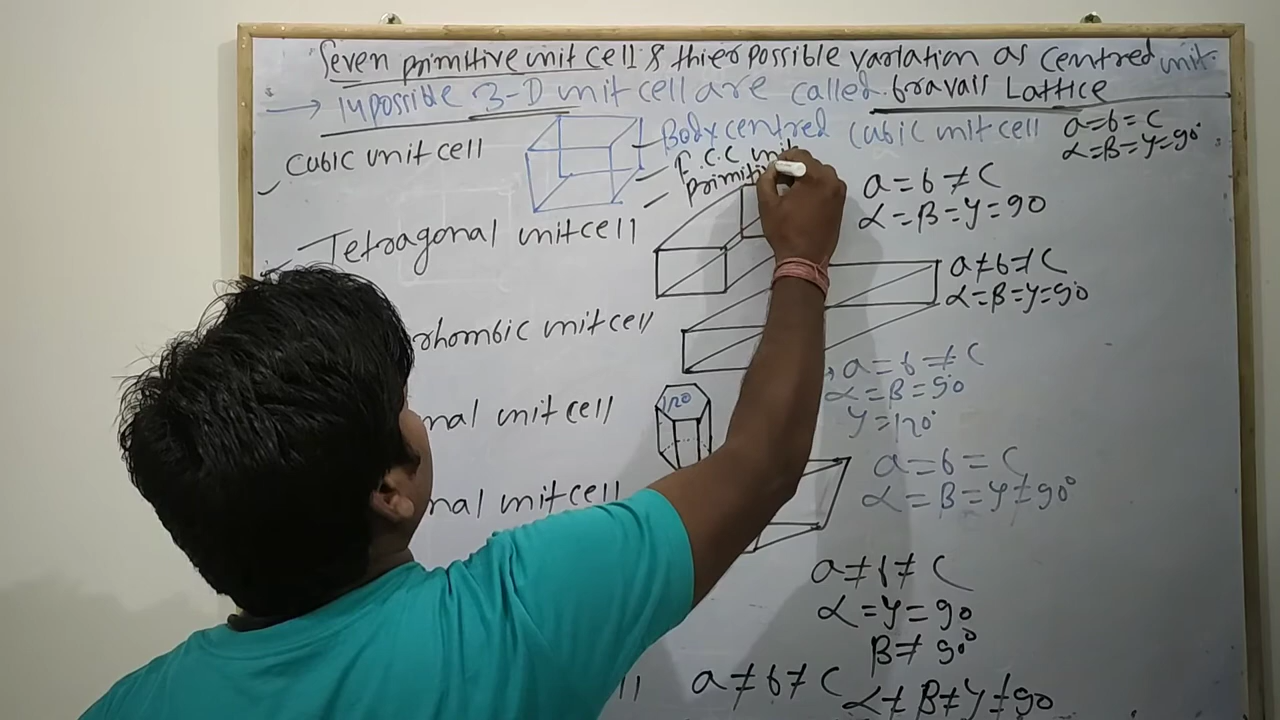 Seven primitive unit cell & thier possible variation as centred unit.
→ 14 possible 3-D unit cell are called bravais Lattice
Cubic unit cell
Body centred cubic unit cell
a=b=c
α=β=γ=90°
F.C.C unit
primitiv
a=b≠c
α=β=γ=90
Tetragonal unit cell
a≠b≠c
α=β=γ=90
rhombic unit cell
a=b≠c
α=β=90
γ=120°
120
nal unit cell
a=b=c
α=β=γ≠90°
nal unit cell
a≠b≠c
α=γ=90
β≠90°
a≠b≠c
α≠β≠γ≠90